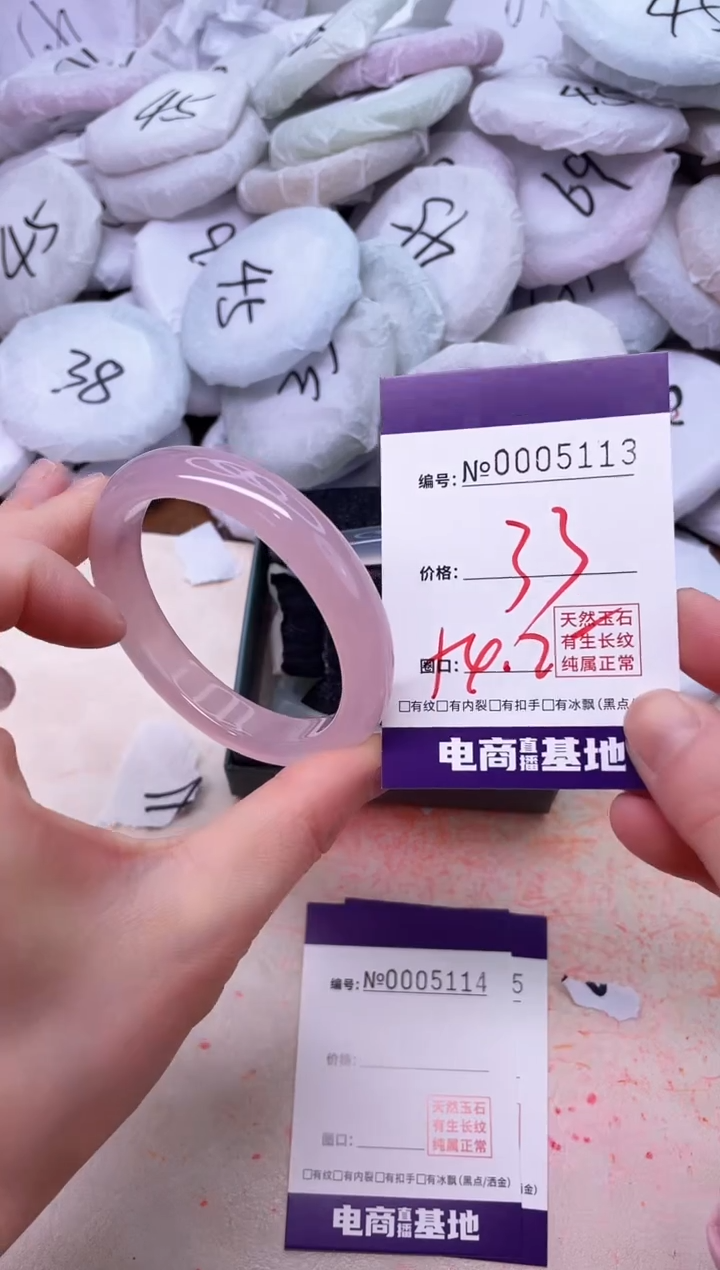 45
45
45
69
45
45
45
38
编号: №0005113
价格: 33
天然玉石
有生长纹
纯属正常
圈口: 14.2
□有纹□有内裂□有扣手□有冰飘(黑点/
电商直播基地
编号: №0005114
5
价格:
天然玉石
有生长纹
纯属正常
圈口:
□有纹□有内裂□有扣手□有冰飘(黑点/洒金)
金)
电商直播基地